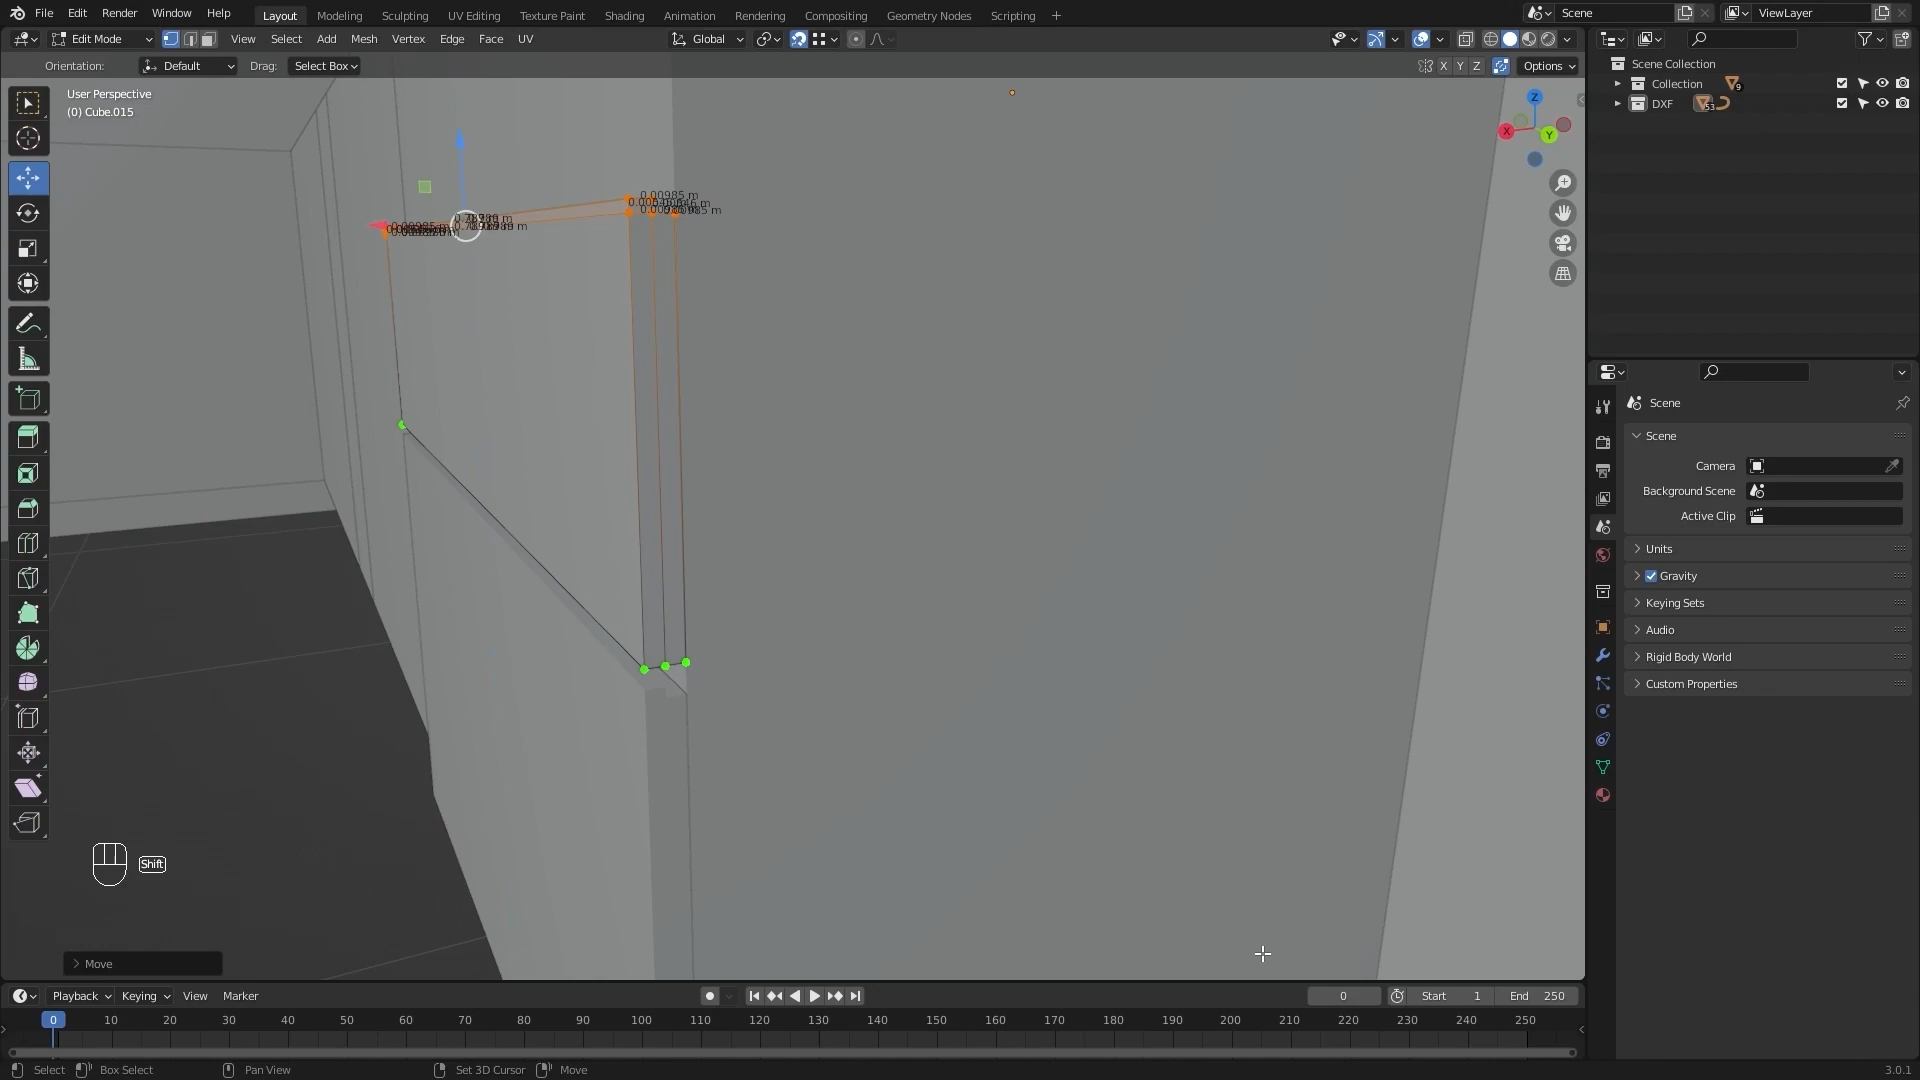 File Edit Render Window Help Layout Modeling Sculpting UV Editing Texture Paint Shading Animation Rendering Compositing Geometry Nodes Scripting + Scene ViewLayer
Edit Mode View Select Add Mesh Vertex Edge Face UV Global
Orientation: Default Drag: Select Box X Y Z Options
User Perspective
(0) Cube.015
Scene Collection
Collection 9
DXF 53
Z
X
Y
0.00985 m
Scene
Scene
Camera
Background Scene
Active Clip
Units
Gravity
Keying Sets
Audio
Rigid Body World
Custom Properties
Shift
Move
Playback Keying View Marker 0 Start 1 End 250
0 10 20 30 40 50 60 70 80 90 100 110 120 130 140 150 160 170 180 190 200 210 220 230 240 250
Select Box Select Pan View Set 3D Cursor Move 3.0.1